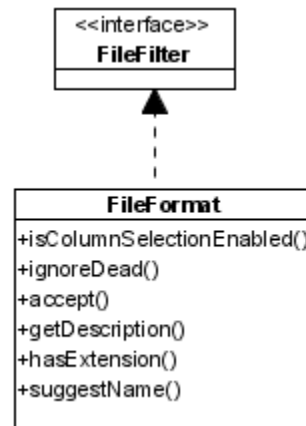 <<interface>>
FileFilter
FileFormat
+isColumnSelectionEnabled()
+ignoreDead()
+accept()
+getDescription()
+hasExtension()
+suggestName()